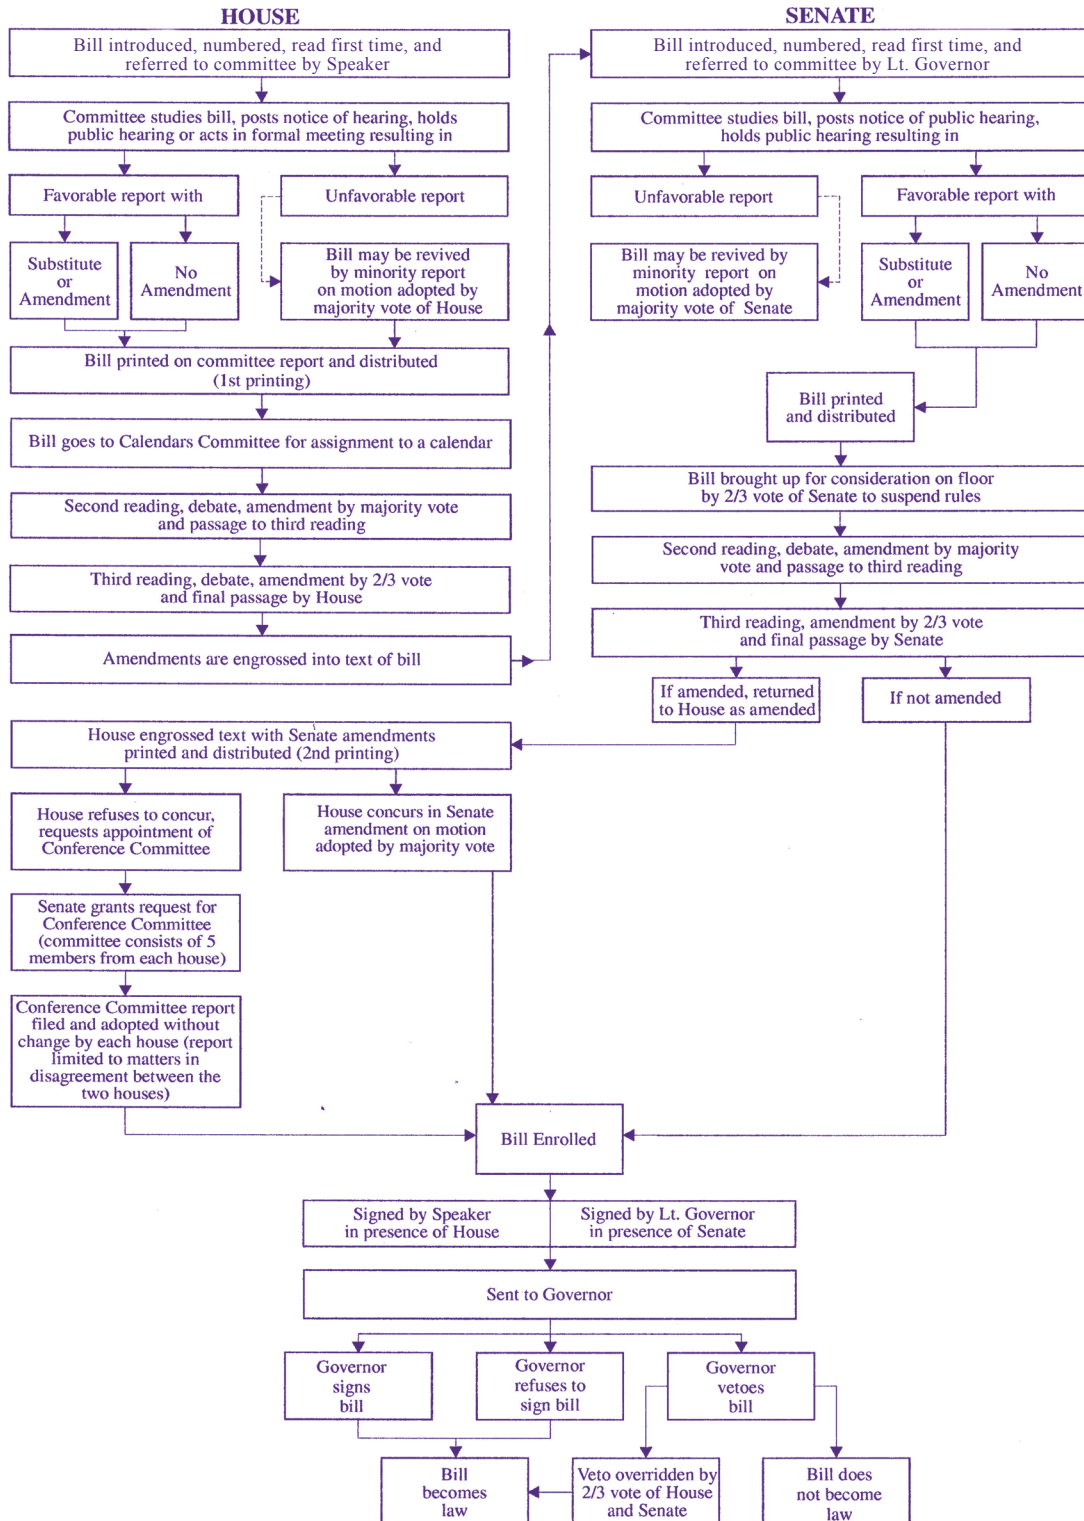 HOUSE
Bill introduced, numbered, read first time, and
referred to committee by Speaker
Committee studies bill, posts notice of hearing, holds
public hearing or acts in formal meeting resulting in
Favorable report with
Unfavorable report
Substitute
or
Amendment
No
Amendment
Bill may be revived
by minority report
on motion adopted by
majority vote of House
Bill printed on committee report and distributed
(1st printing)
Bill goes to Calendars Committee for assignment to a calendar
Second reading, debate, amendment by majority vote
and passage to third reading
Third reading, debate, amendment by 2/3 vote
and final passage by House
Amendments are engrossed into text of bill
SENATE
Bill introduced, numbered, read first time, and
referred to committee by Lt. Governor
Committee studies bill, posts notice of public hearing,
holds public hearing resulting in
Unfavorable report
Favorable report with
Bill may be revived by
minority report on
motion adopted by
majority vote of Senate
Substitute
or
Amendment
No
Amendment
Bill printed
and distributed
Bill brought up for consideration on floor
by 2/3 vote of Senate to suspend rules
Second reading, debate, amendment by majority
vote and passage to third reading
Third reading, amendment by 2/3 vote
and final passage by Senate
If amended, returned
to House as amended
If not amended
House engrossed text with Senate amendments
printed and distributed (2nd printing)
House refuses to concur,
requests appointment of
Conference Committee
House concurs in Senate
amendment on motion
adopted by majority vote
Senate grants request for
Conference Committee
(committee consists of 5
members from each house)
Conference Committee report
filed and adopted without
change by each house (report
limited to matters in
disagreement between the
two houses)
Bill Enrolled
Signed by Speaker
in presence of House
Signed by Lt. Governor
in presence of Senate
Sent to Governor
Governor
signs
bill
Governor
refuses to
sign bill
Governor
vetoes
bill
Bill
becomes
law
Veto overridden by
2/3 vote of House
and Senate
Bill does
not become
law